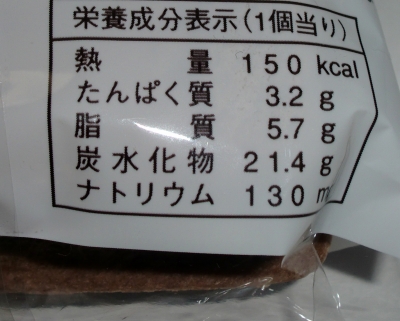 栄養成分表示(1個当り)
熱 量 150 kcal
たんぱく質 3.2 g
脂 質 5.7 g
炭水化物 21.4 g
ナトリウム 130 m